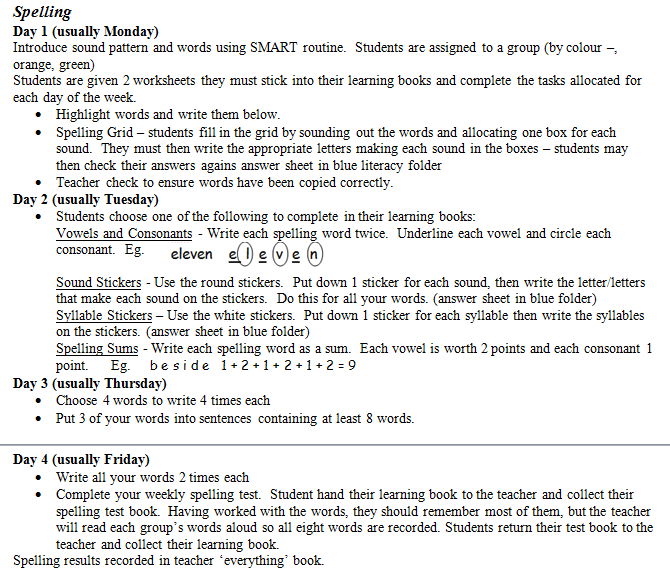 Spelling
Day 1 (usually Monday)
Introduce sound pattern and words using SMART routine.  Students are assigned to a group (by colour –,
orange, green)
Students are given 2 worksheets they must stick into their learning books and complete the tasks allocated for
each day of the week.
• Highlight words and write them below.
• Spelling Grid – students fill in the grid by sounding out the words and allocating one box for each
sound.  They must then write the appropriate letters making each sound in the boxes – students may
then check their answers agains answer sheet in blue literacy folder
• Teacher check to ensure words have been copied correctly.
Day 2 (usually Tuesday)
• Students choose one of the following to complete in their learning books:
Vowels and Consonants - Write each spelling word twice.  Underline each vowel and circle each
consonant.  Eg. eleven e l e v e n
Sound Stickers - Use the round stickers.  Put down 1 sticker for each sound, then write the letter/letters
that make each sound on the stickers.  Do this for all your words. (answer sheet in blue folder)
Syllable Stickers – Use the white stickers.  Put down 1 sticker for each syllable then write the syllables
on the stickers. (answer sheet in blue folder)
Spelling Sums - Write each spelling word as a sum.  Each vowel is worth 2 points and each consonant 1
point. Eg. b e s i d e 1 + 2 + 1 + 2 + 1 + 2 = 9
Day 3 (usually Thursday)
• Choose 4 words to write 4 times each
• Put 3 of your words into sentences containing at least 8 words.
Day 4 (usually Friday)
• Write all your words 2 times each
• Complete your weekly spelling test.  Student hand their learning book to the teacher and collect their
spelling test book.  Having worked with the words, they should remember most of them, but the teacher
will read each group's words aloud so all eight words are recorded. Students return their test book to the
teacher and collect their learning book.
Spelling results recorded in teacher 'everything' book.